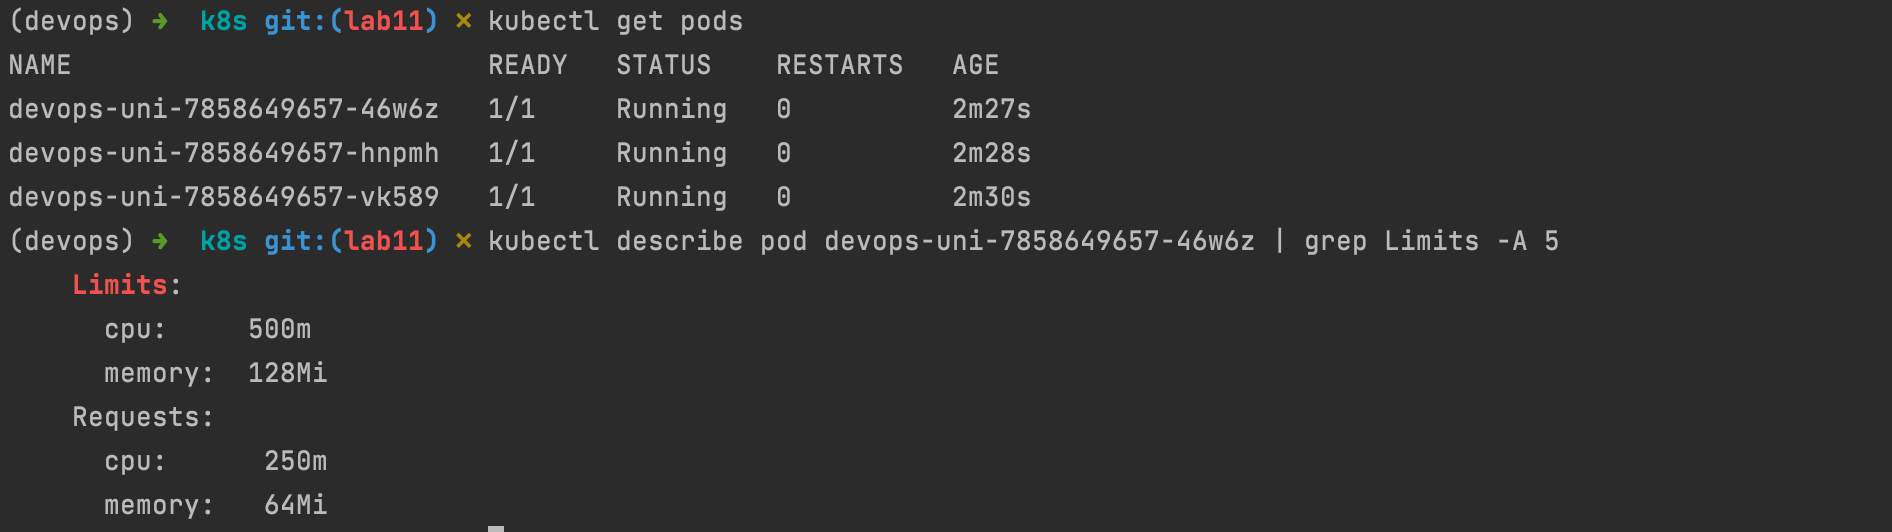 (devops) ➜  k8s git:(lab11) ✗ kubectl get pods
NAME                          READY   STATUS    RESTARTS   AGE
devops-uni-7858649657-46w6z   1/1     Running   0          2m27s
devops-uni-7858649657-hnpmh   1/1     Running   0          2m28s
devops-uni-7858649657-vk589   1/1     Running   0          2m30s
(devops) ➜  k8s git:(lab11) ✗ kubectl describe pod devops-uni-7858649657-46w6z | grep Limits -A 5
    Limits:
      cpu:     500m
      memory:  128Mi
    Requests:
      cpu:      250m
      memory:   64Mi